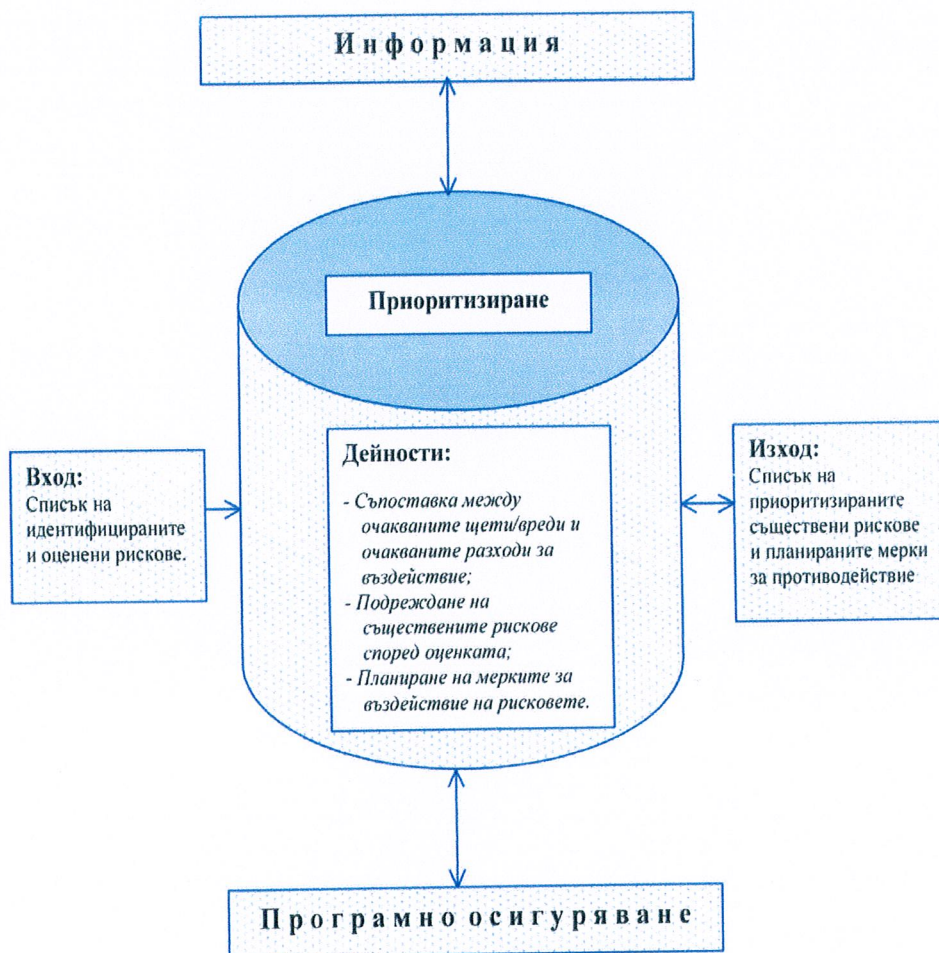 Информация
Приоритизиране
Вход:
Списък на
идентифицираните
и оценени рискове.
Дейности:
- Съпоставка между
очакваните щети/вреди и
очакваните разходи за
въздействие;
- Подреждане на
съществените рискове
според оценката;
- Планиране на мерките за
въздействие на рисковете.
Изход:
Списък на
приоритизираните
съществени рискове
и планираните мерки
за противодействие
Програмно осигуряване